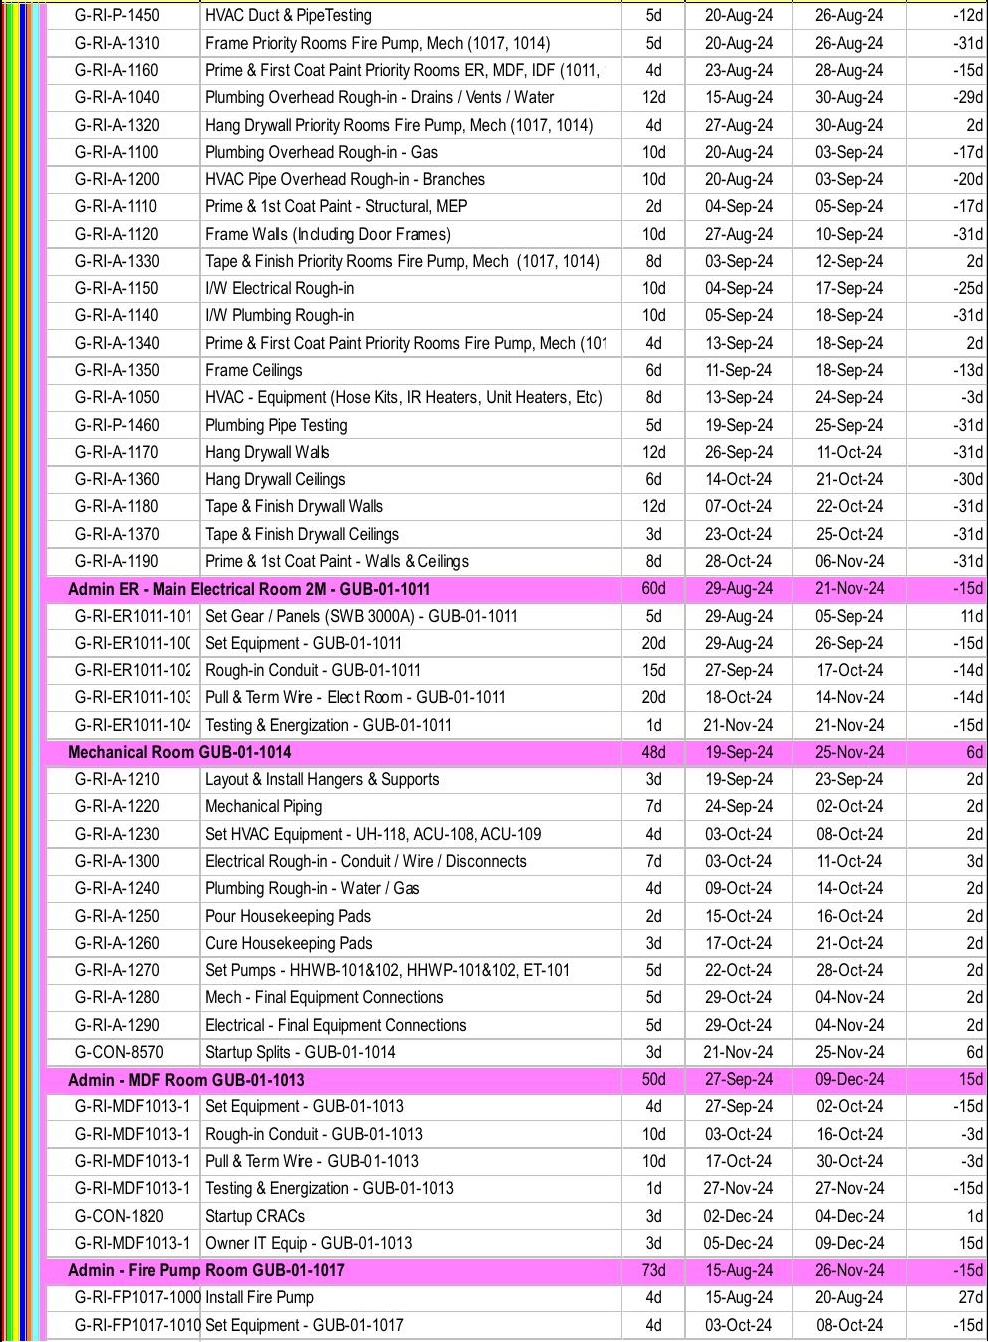 G-RI-P-1450 HVAC Duct & PipeTesting 5d 20-Aug-24 26-Aug-24 -12d
G-RI-A-1310 Frame Priority Rooms Fire Pump, Mech (1017, 1014) 5d 20-Aug-24 26-Aug-24 -31d
G-RI-A-1160 Prime & First Coat Paint Priority Rooms ER, MDF, IDF (1011, 4d 23-Aug-24 28-Aug-24 -15d
G-RI-A-1040 Plumbing Overhead Rough-in - Drains / Vents / Water 12d 15-Aug-24 30-Aug-24 -29d
G-RI-A-1320 Hang Drywall Priority Rooms Fire Pump, Mech (1017, 1014) 4d 27-Aug-24 30-Aug-24 2d
G-RI-A-1100 Plumbing Overhead Rough-in - Gas 10d 20-Aug-24 03-Sep-24 -17d
G-RI-A-1200 HVAC Pipe Overhead Rough-in - Branches 10d 20-Aug-24 03-Sep-24 -20d
G-RI-A-1110 Prime & 1st Coat Paint - Structural, MEP 2d 04-Sep-24 05-Sep-24 -17d
G-RI-A-1120 Frame Walls (Including Door Frames) 10d 27-Aug-24 10-Sep-24 -31d
G-RI-A-1330 Tape & Finish Priority Rooms Fire Pump, Mech (1017, 1014) 8d 03-Sep-24 12-Sep-24 2d
G-RI-A-1150 I/W Electrical Rough-in 10d 04-Sep-24 17-Sep-24 -25d
G-RI-A-1140 I/W Plumbing Rough-in 10d 05-Sep-24 18-Sep-24 -31d
G-RI-A-1340 Prime & First Coat Paint Priority Rooms Fire Pump, Mech (101 4d 13-Sep-24 18-Sep-24 2d
G-RI-A-1350 Frame Ceilings 6d 11-Sep-24 18-Sep-24 -13d
G-RI-A-1050 HVAC - Equipment (Hose Kits, IR Heaters, Unit Heaters, Etc) 8d 13-Sep-24 24-Sep-24 -3d
G-RI-P-1460 Plumbing Pipe Testing 5d 19-Sep-24 25-Sep-24 -31d
G-RI-A-1170 Hang Drywall Walls 12d 26-Sep-24 11-Oct-24 -31d
G-RI-A-1360 Hang Drywall Ceilings 6d 14-Oct-24 21-Oct-24 -30d
G-RI-A-1180 Tape & Finish Drywall Walls 12d 07-Oct-24 22-Oct-24 -31d
G-RI-A-1370 Tape & Finish Drywall Ceilings 3d 23-Oct-24 25-Oct-24 -31d
G-RI-A-1190 Prime & 1st Coat Paint - Walls & Ceilings 8d 28-Oct-24 06-Nov-24 -31d
Admin ER - Main Electrical Room 2M - GUB-01-1011 60d 29-Aug-24 21-Nov-24 -15d
G-RI-ER1011-101 Set Gear / Panels (SWB 3000A) - GUB-01-1011 5d 29-Aug-24 05-Sep-24 11d
G-RI-ER1011-100 Set Equipment - GUB-01-1011 20d 29-Aug-24 26-Sep-24 -15d
G-RI-ER1011-102 Rough-in Conduit - GUB-01-1011 15d 27-Sep-24 17-Oct-24 -14d
G-RI-ER1011-103 Pull & Term Wire - Elect Room - GUB-01-1011 20d 18-Oct-24 14-Nov-24 -14d
G-RI-ER1011-104 Testing & Energization - GUB-01-1011 1d 21-Nov-24 21-Nov-24 -15d
Mechanical Room GUB-01-1014 48d 19-Sep-24 25-Nov-24 6d
G-RI-A-1210 Layout & Install Hangers & Supports 3d 19-Sep-24 23-Sep-24 2d
G-RI-A-1220 Mechanical Piping 7d 24-Sep-24 02-Oct-24 2d
G-RI-A-1230 Set HVAC Equipment - UH-118, ACU-108, ACU-109 4d 03-Oct-24 08-Oct-24 2d
G-RI-A-1300 Electrical Rough-in - Conduit / Wire / Disconnects 7d 03-Oct-24 11-Oct-24 3d
G-RI-A-1240 Plumbing Rough-in - Water / Gas 4d 09-Oct-24 14-Oct-24 2d
G-RI-A-1250 Pour Housekeeping Pads 2d 15-Oct-24 16-Oct-24 2d
G-RI-A-1260 Cure Housekeeping Pads 3d 17-Oct-24 21-Oct-24 2d
G-RI-A-1270 Set Pumps - HHWB-101&102, HHWP-101&102, ET-101 5d 22-Oct-24 28-Oct-24 2d
G-RI-A-1280 Mech - Final Equipment Connections 5d 29-Oct-24 04-Nov-24 2d
G-RI-A-1290 Electrical - Final Equipment Connections 5d 29-Oct-24 04-Nov-24 2d
G-CON-8570 Startup Splits - GUB-01-1014 3d 21-Nov-24 25-Nov-24 6d
Admin - MDF Room GUB-01-1013 50d 27-Sep-24 09-Dec-24 15d
G-RI-MDF1013-1 Set Equipment - GUB-01-1013 4d 27-Sep-24 02-Oct-24 -15d
G-RI-MDF1013-1 Rough-in Conduit - GUB-01-1013 10d 03-Oct-24 16-Oct-24 -3d
G-RI-MDF1013-1 Pull & Term Wire - GUB-01-1013 10d 17-Oct-24 30-Oct-24 -3d
G-RI-MDF1013-1 Testing & Energization - GUB-01-1013 1d 27-Nov-24 27-Nov-24 -15d
G-CON-1820 Startup CRACs 3d 02-Dec-24 04-Dec-24 1d
G-RI-MDF1013-1 Owner IT Equip - GUB-01-1013 3d 05-Dec-24 09-Dec-24 15d
Admin - Fire Pump Room GUB-01-1017 73d 15-Aug-24 26-Nov-24 -15d
G-RI-FP1017-1000 Install Fire Pump 4d 15-Aug-24 20-Aug-24 27d
G-RI-FP1017-1010 Set Equipment - GUB-01-1017 4d 03-Oct-24 08-Oct-24 -15d